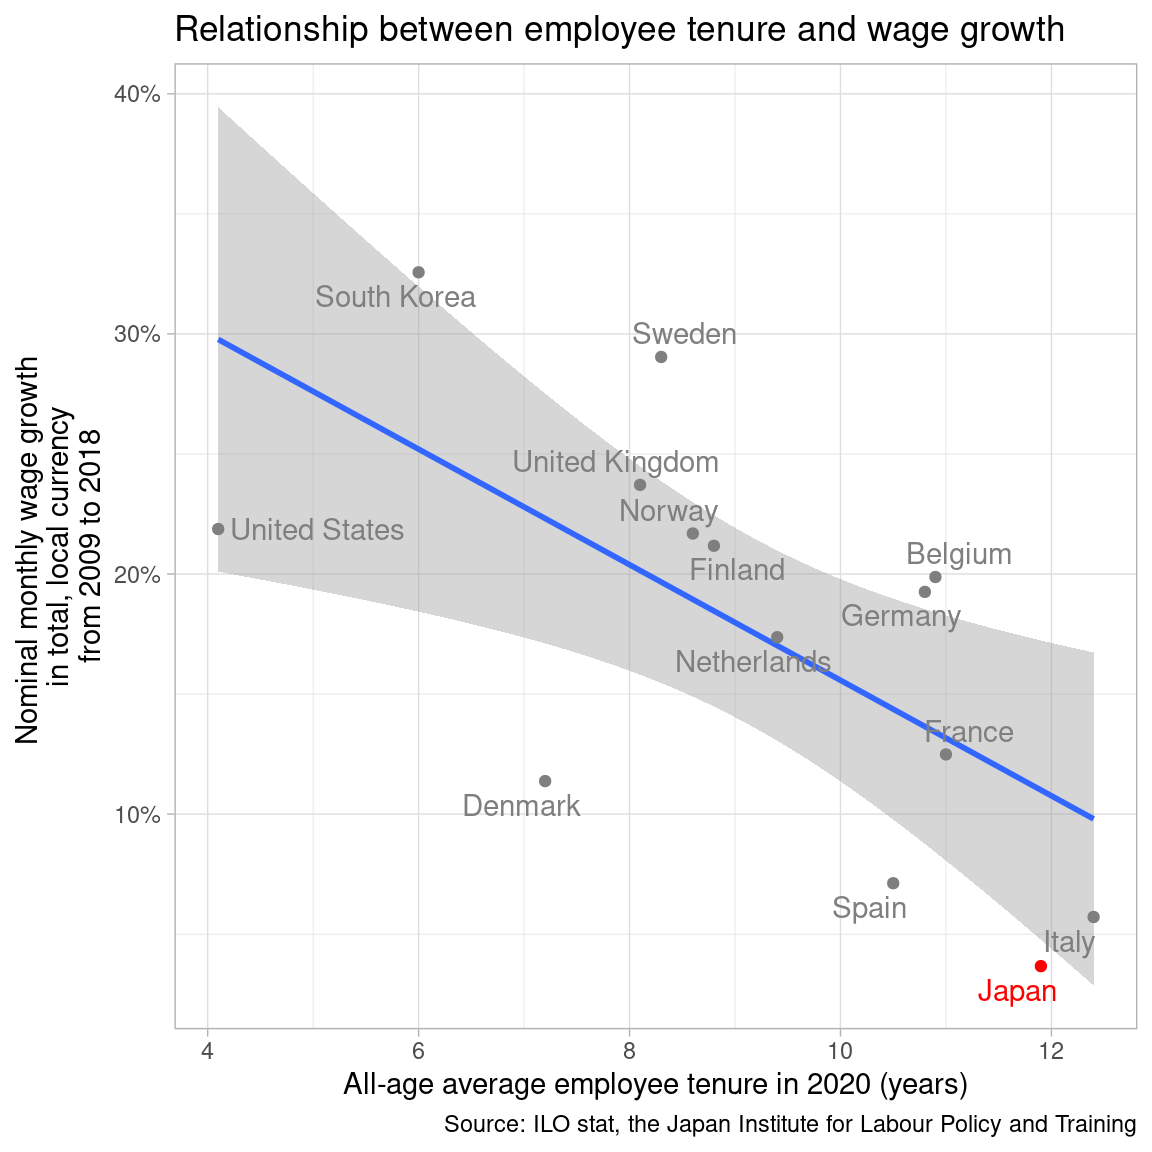 Relationship between employee tenure and wage growth
Nominal monthly wage growth
in total, local currency
from 2009 to 2018
40%
30%
20%
10%
South Korea
Sweden
United Kingdom
Norway
United States
Finland
Belgium
Germany
Netherlands
France
Denmark
Spain
Italy
Japan
4 6 8 10 12
All-age average employee tenure in 2020 (years)
Source: ILO stat, the Japan Institute for Labour Policy and Training